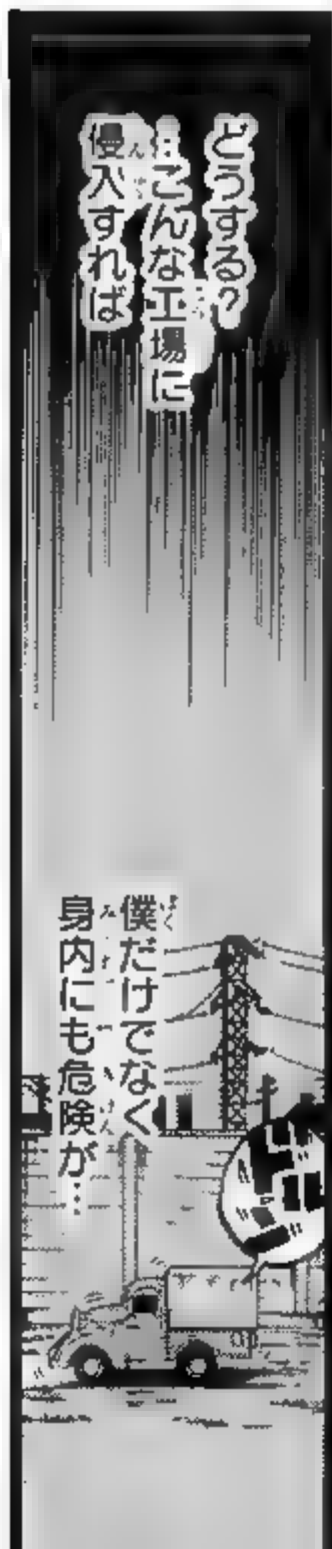 どうする?
…こんな工場に
侵入すれば
僕だけでなく
身内にも危険が…